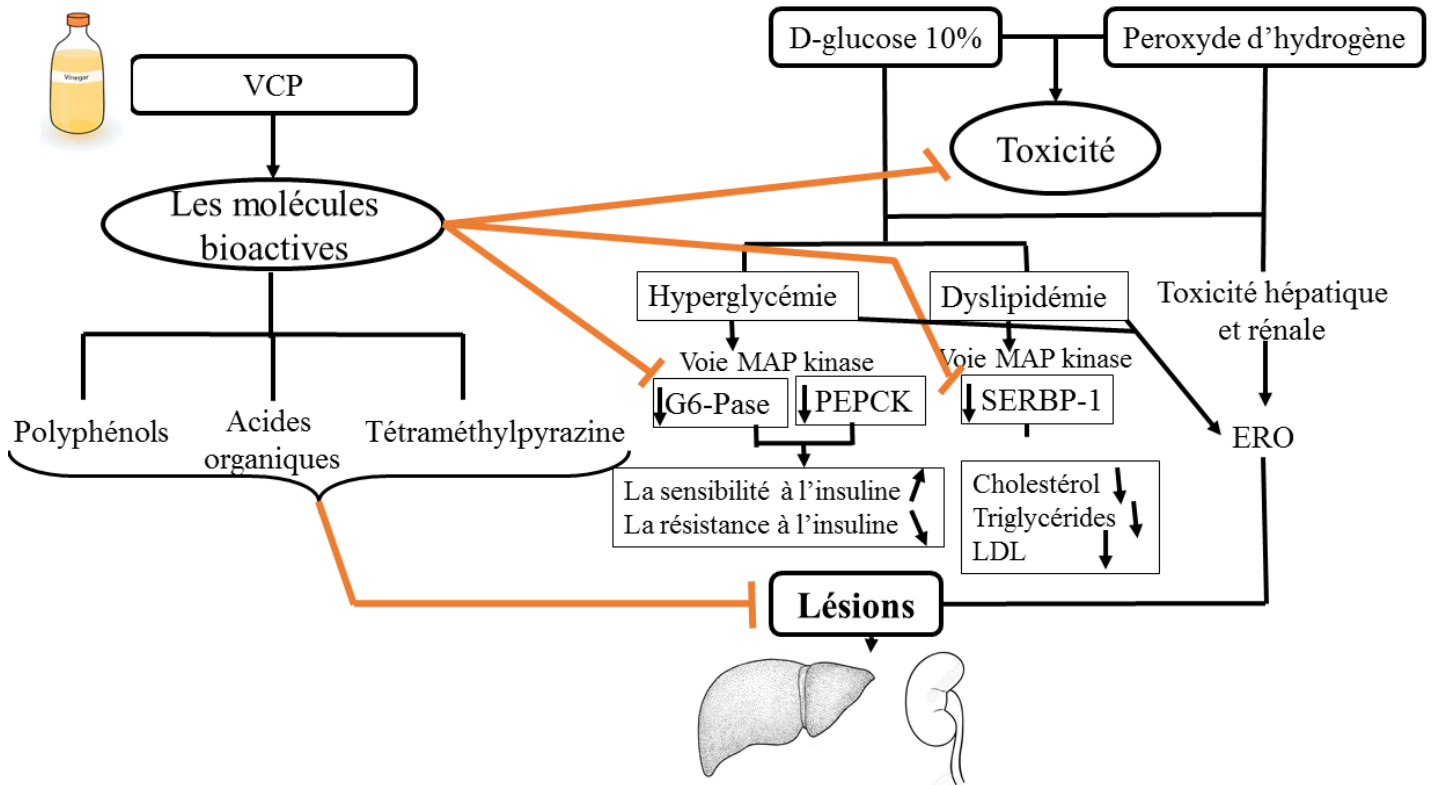 Vinegar
VCP
D-glucose 10%
Peroxyde d’hydrogène
Toxicité
Les molécules
bioactives
Hyperglycémie
Dyslipidémie
Toxicité hépatique
et rénale
Voie MAP kinase
Voie MAP kinase
G6-Pase
PEPCK
SERBP-1
Polyphénols
Acides
organiques
Tétraméthylpyrazine
ERO
La sensibilité à l’insuline
La résistance à l’insuline
Cholestérol
Triglycérides
LDL
Lésions